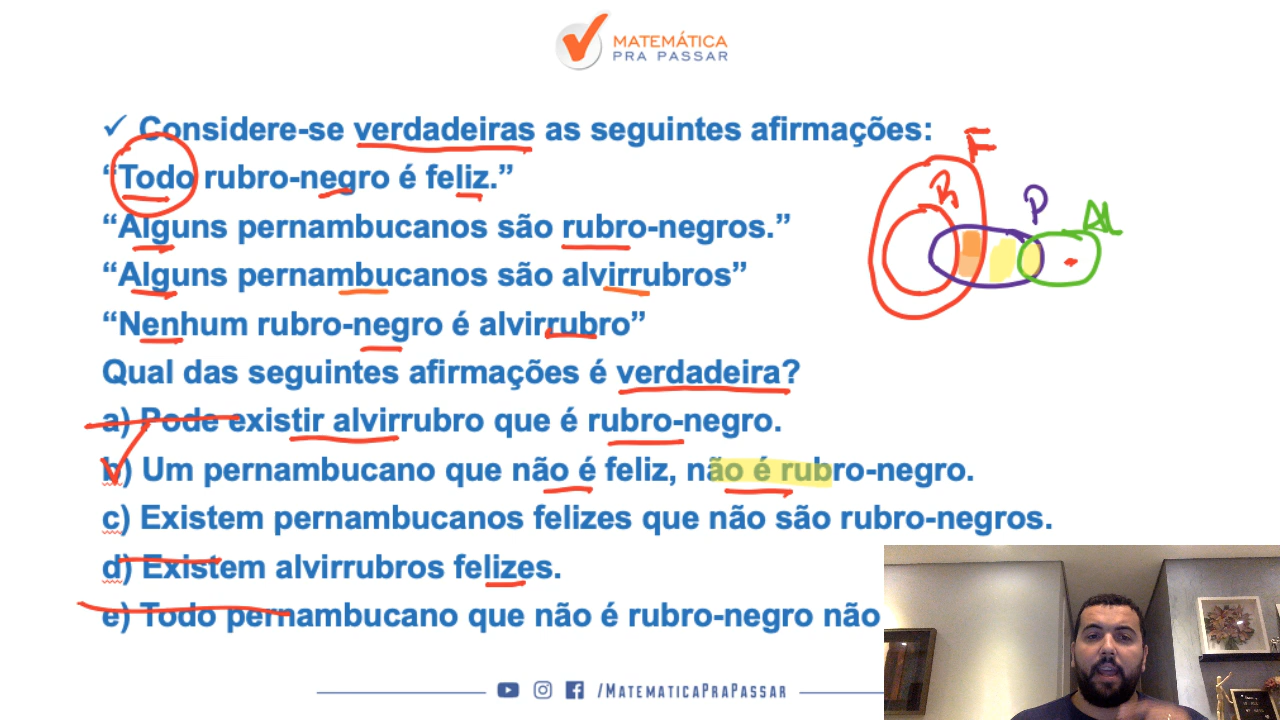 MATEMÁTICA
PRA PASSAR
✓ Considere-se verdadeiras as seguintes afirmações:
“Todo rubro-negro é feliz.”
“Alguns pernambucanos são rubro-negros.”
“Alguns pernambucanos são alvirrubros”
“Nenhum rubro-negro é alvirrubro”
Qual das seguintes afirmações é verdadeira?
a) Pode existir alvirrubro que é rubro-negro.
b) Um pernambucano que não é feliz, não é rubro-negro.
c) Existem pernambucanos felizes que não são rubro-negros.
d) Existem alvirrubros felizes.
e) Todo pernambucano que não é rubro-negro não
F
R
P
AL
/MATEMATICAPRAPASSAR